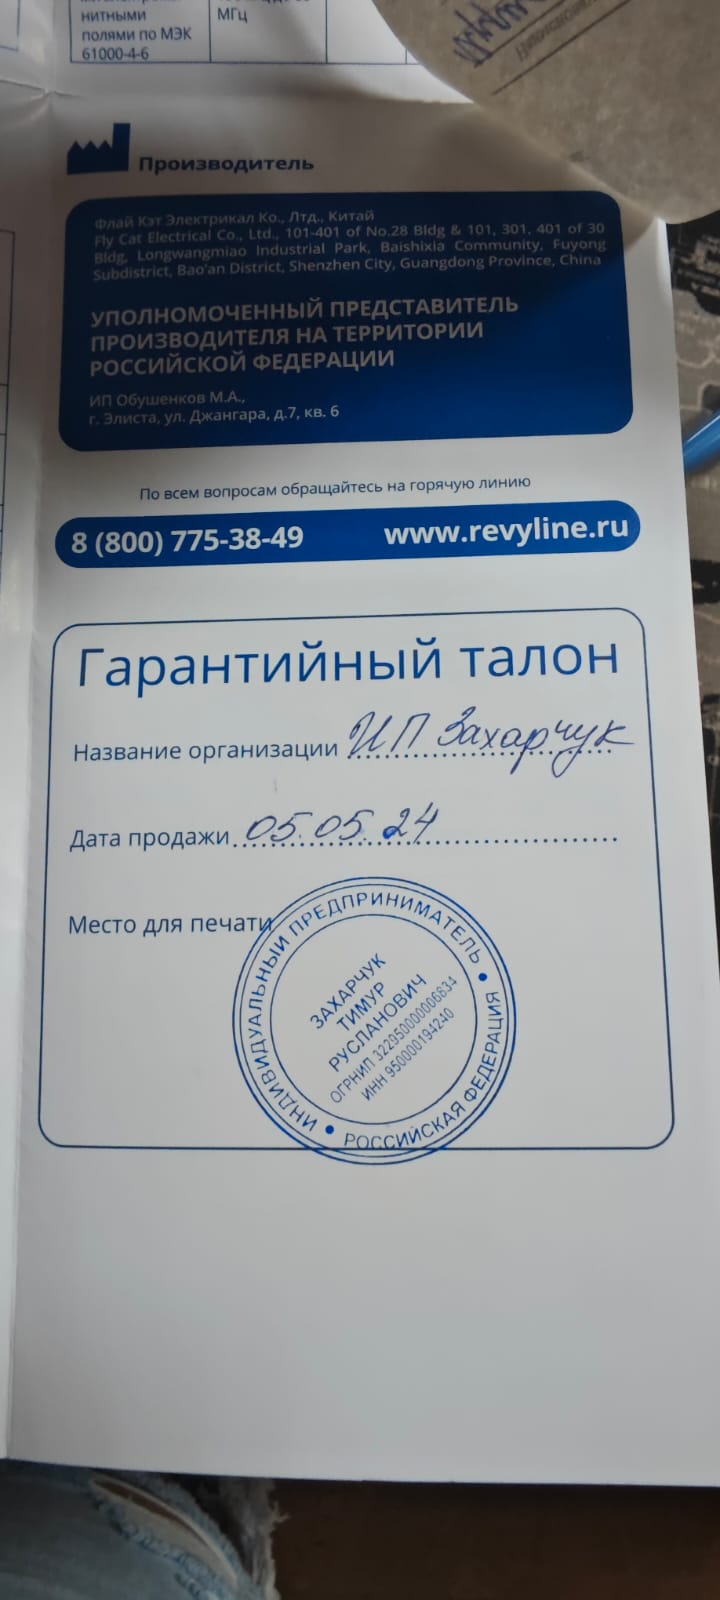 нитными
полями по МЭК
61000-4-6
МГц
Производитель
Флай Кэт Электрикал Ко., Лтд., Китай
Fly Cat Electrical Co., Ltd., 101-401 of No.28 Bldg & 101, 301, 401 of 30
Bldg, Longwangmiao Industrial Park, Baishixia Community, Fuyong
Subdistrict, Bao'an District, Shenzhen City, Guangdong Province, China
УПОЛНОМОЧЕННЫЙ ПРЕДСТАВИТЕЛЬ
ПРОИЗВОДИТЕЛЯ НА ТЕРРИТОРИИ
РОССИЙСКОЙ ФЕДЕРАЦИИ
ИП Обушенков М.А.,
г. Элиста, ул. Джангара, д.7, кв. 6
По всем вопросам обращайтесь на горячую линию
8 (800) 775-38-49 www.revyline.ru
Гарантийный талон
Название организации ИП Захарчук
Дата продажи 05.05.24
Место для печати
ИНДИВИДУАЛЬНЫЙ ПРЕДПРИНИМАТЕЛЬ
ЗАХАРЧУК
ТИМУР
РУСЛАНОВИЧ
ОГРНИП 322950000006634
ИНН 950000194240
РОССИЙСКАЯ ФЕДЕРАЦИЯ